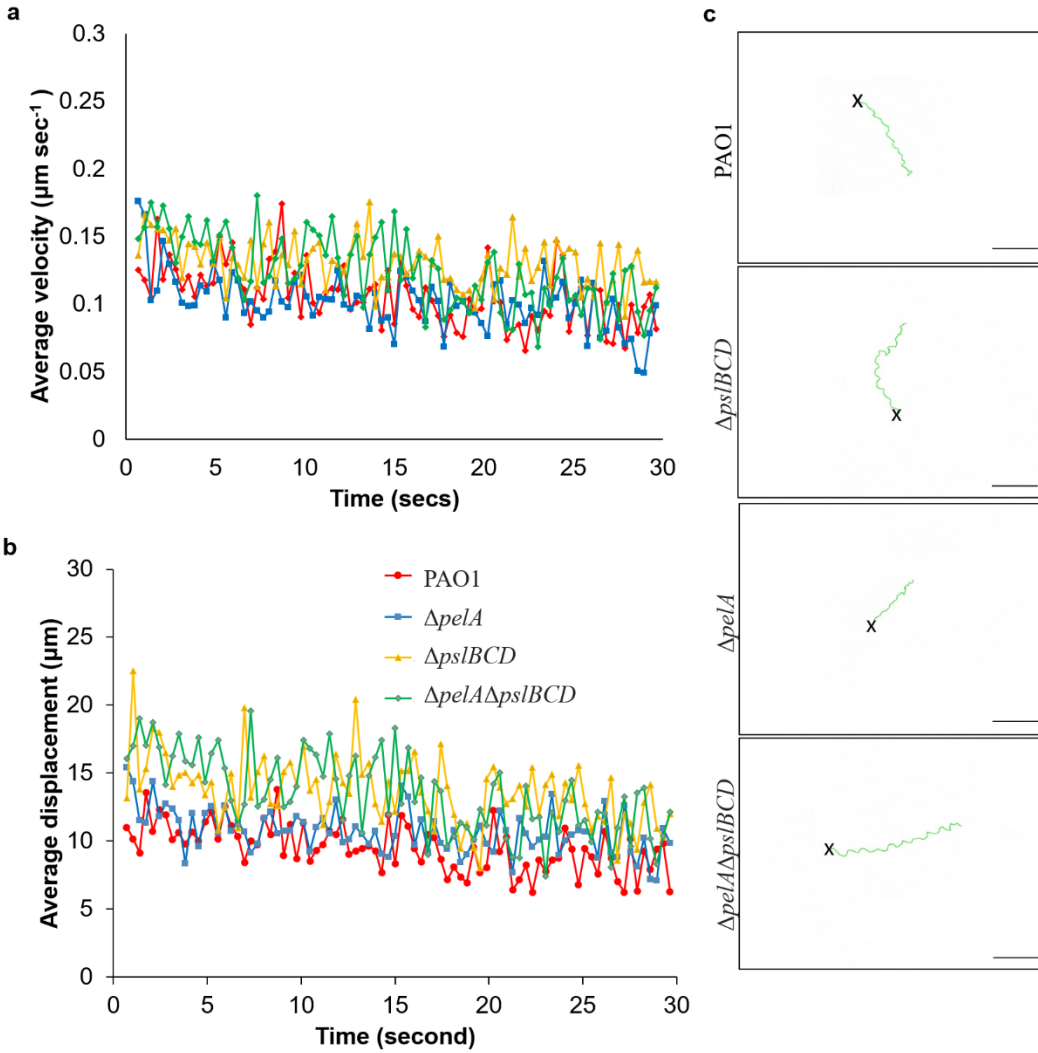 a
0.3
0.25
0.2
0.15
0.1
0.05
0
Average velocity (µm sec⁻¹)
0 5 10 15 20 25 30
Time (secs)
b
30
25
20
15
10
5
0
Average displacement (µm)
PAO1
ΔpelA
ΔpslBCD
ΔpelAΔpslBCD
0 5 10 15 20 25 30
Time (second)
c
PAO1
X
ΔpslBCD
X
ΔpelA
X
ΔpelAΔpslBCD
X